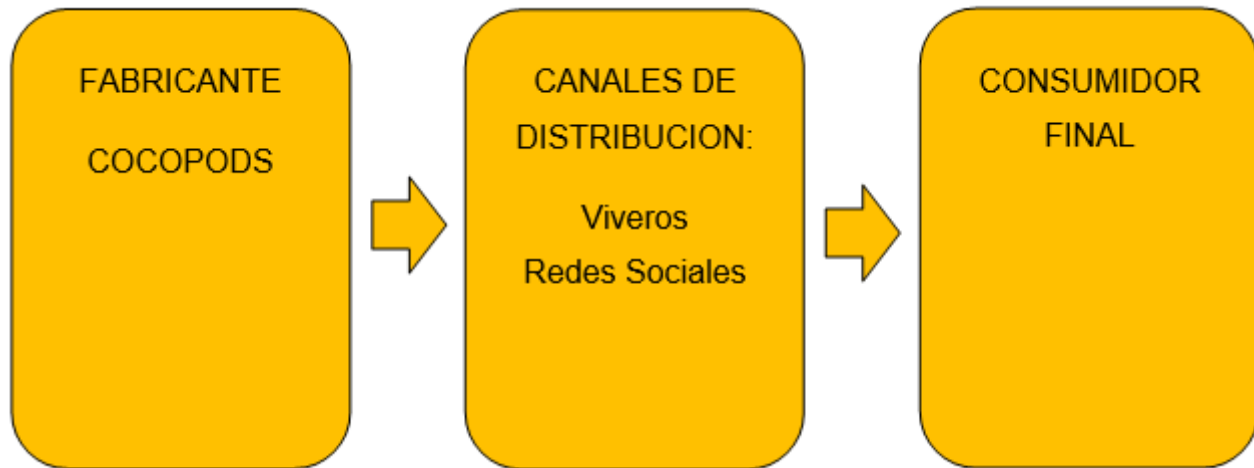 FABRICANTE
COCOPODS
CANALES DE
DISTRIBUCION:
Viveros
Redes Sociales
CONSUMIDOR
FINAL